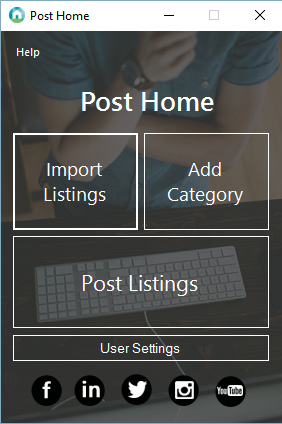 Post Home
Help
Post Home
Import
Listings
Add
Category
Post Listings
User Settings
f
in
You Tube